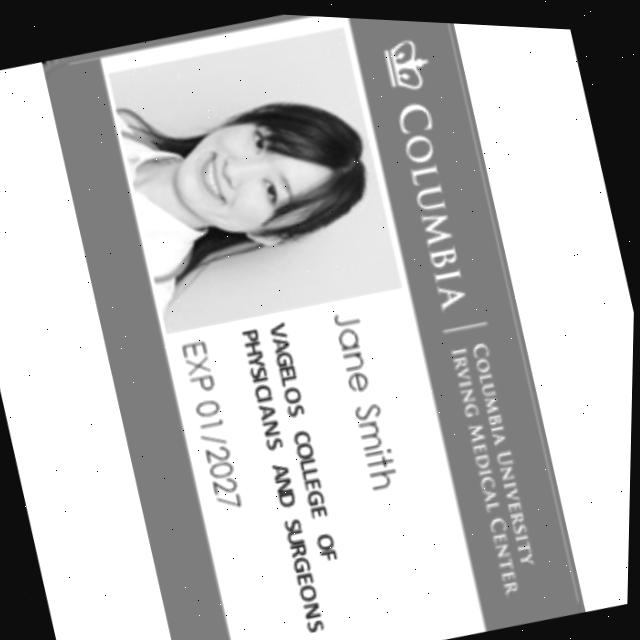 COLUMBIA
COLUMBIA UNIVERSITY
IRVING MEDICAL CENTER
Jane Smith
VAGELOS COLLEGE OF
PHYSICIANS AND SURGEONS
EXP 01/2027